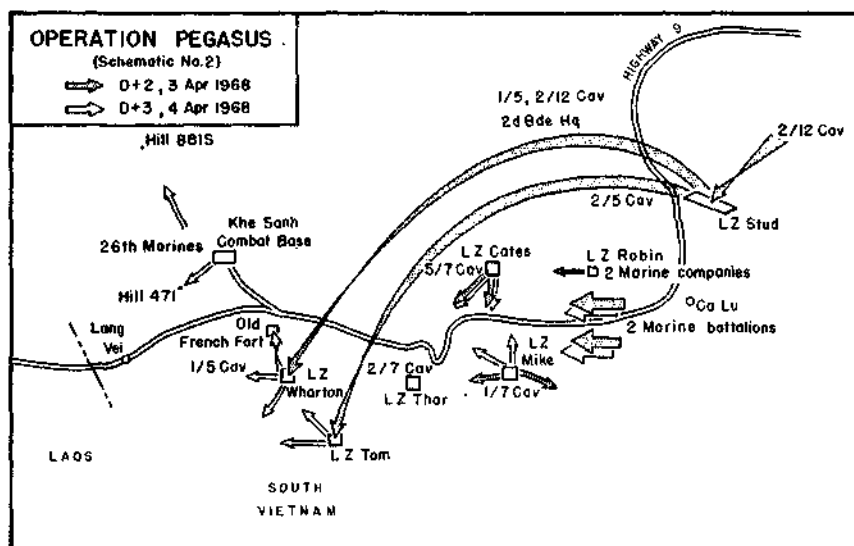 OPERATION PEGASUS
(Schematic No.2)
D+2, 3 Apr 1968
D+3, 4 Apr 1968
HIGHWAY 9
Hill 881S
1/5, 2/12 Cav
2d Bde Hq
2/12 Cav
2/5 Cav
LZ Stud
26th Marines
Khe Sanh
Combat Base
LZ Cates
5/7 Cav
LZ Robin
2 Marine companies
Hill 471
Ca Lu
2 Marine battalions
Lang
Vei
Old
French Fort
LZ
Mike
1/5 Cav
LZ
Wharton
2/7 Cav
LZ Thor
1/7 Cav
LZ Tom
LAOS
SOUTH
VIETNAM